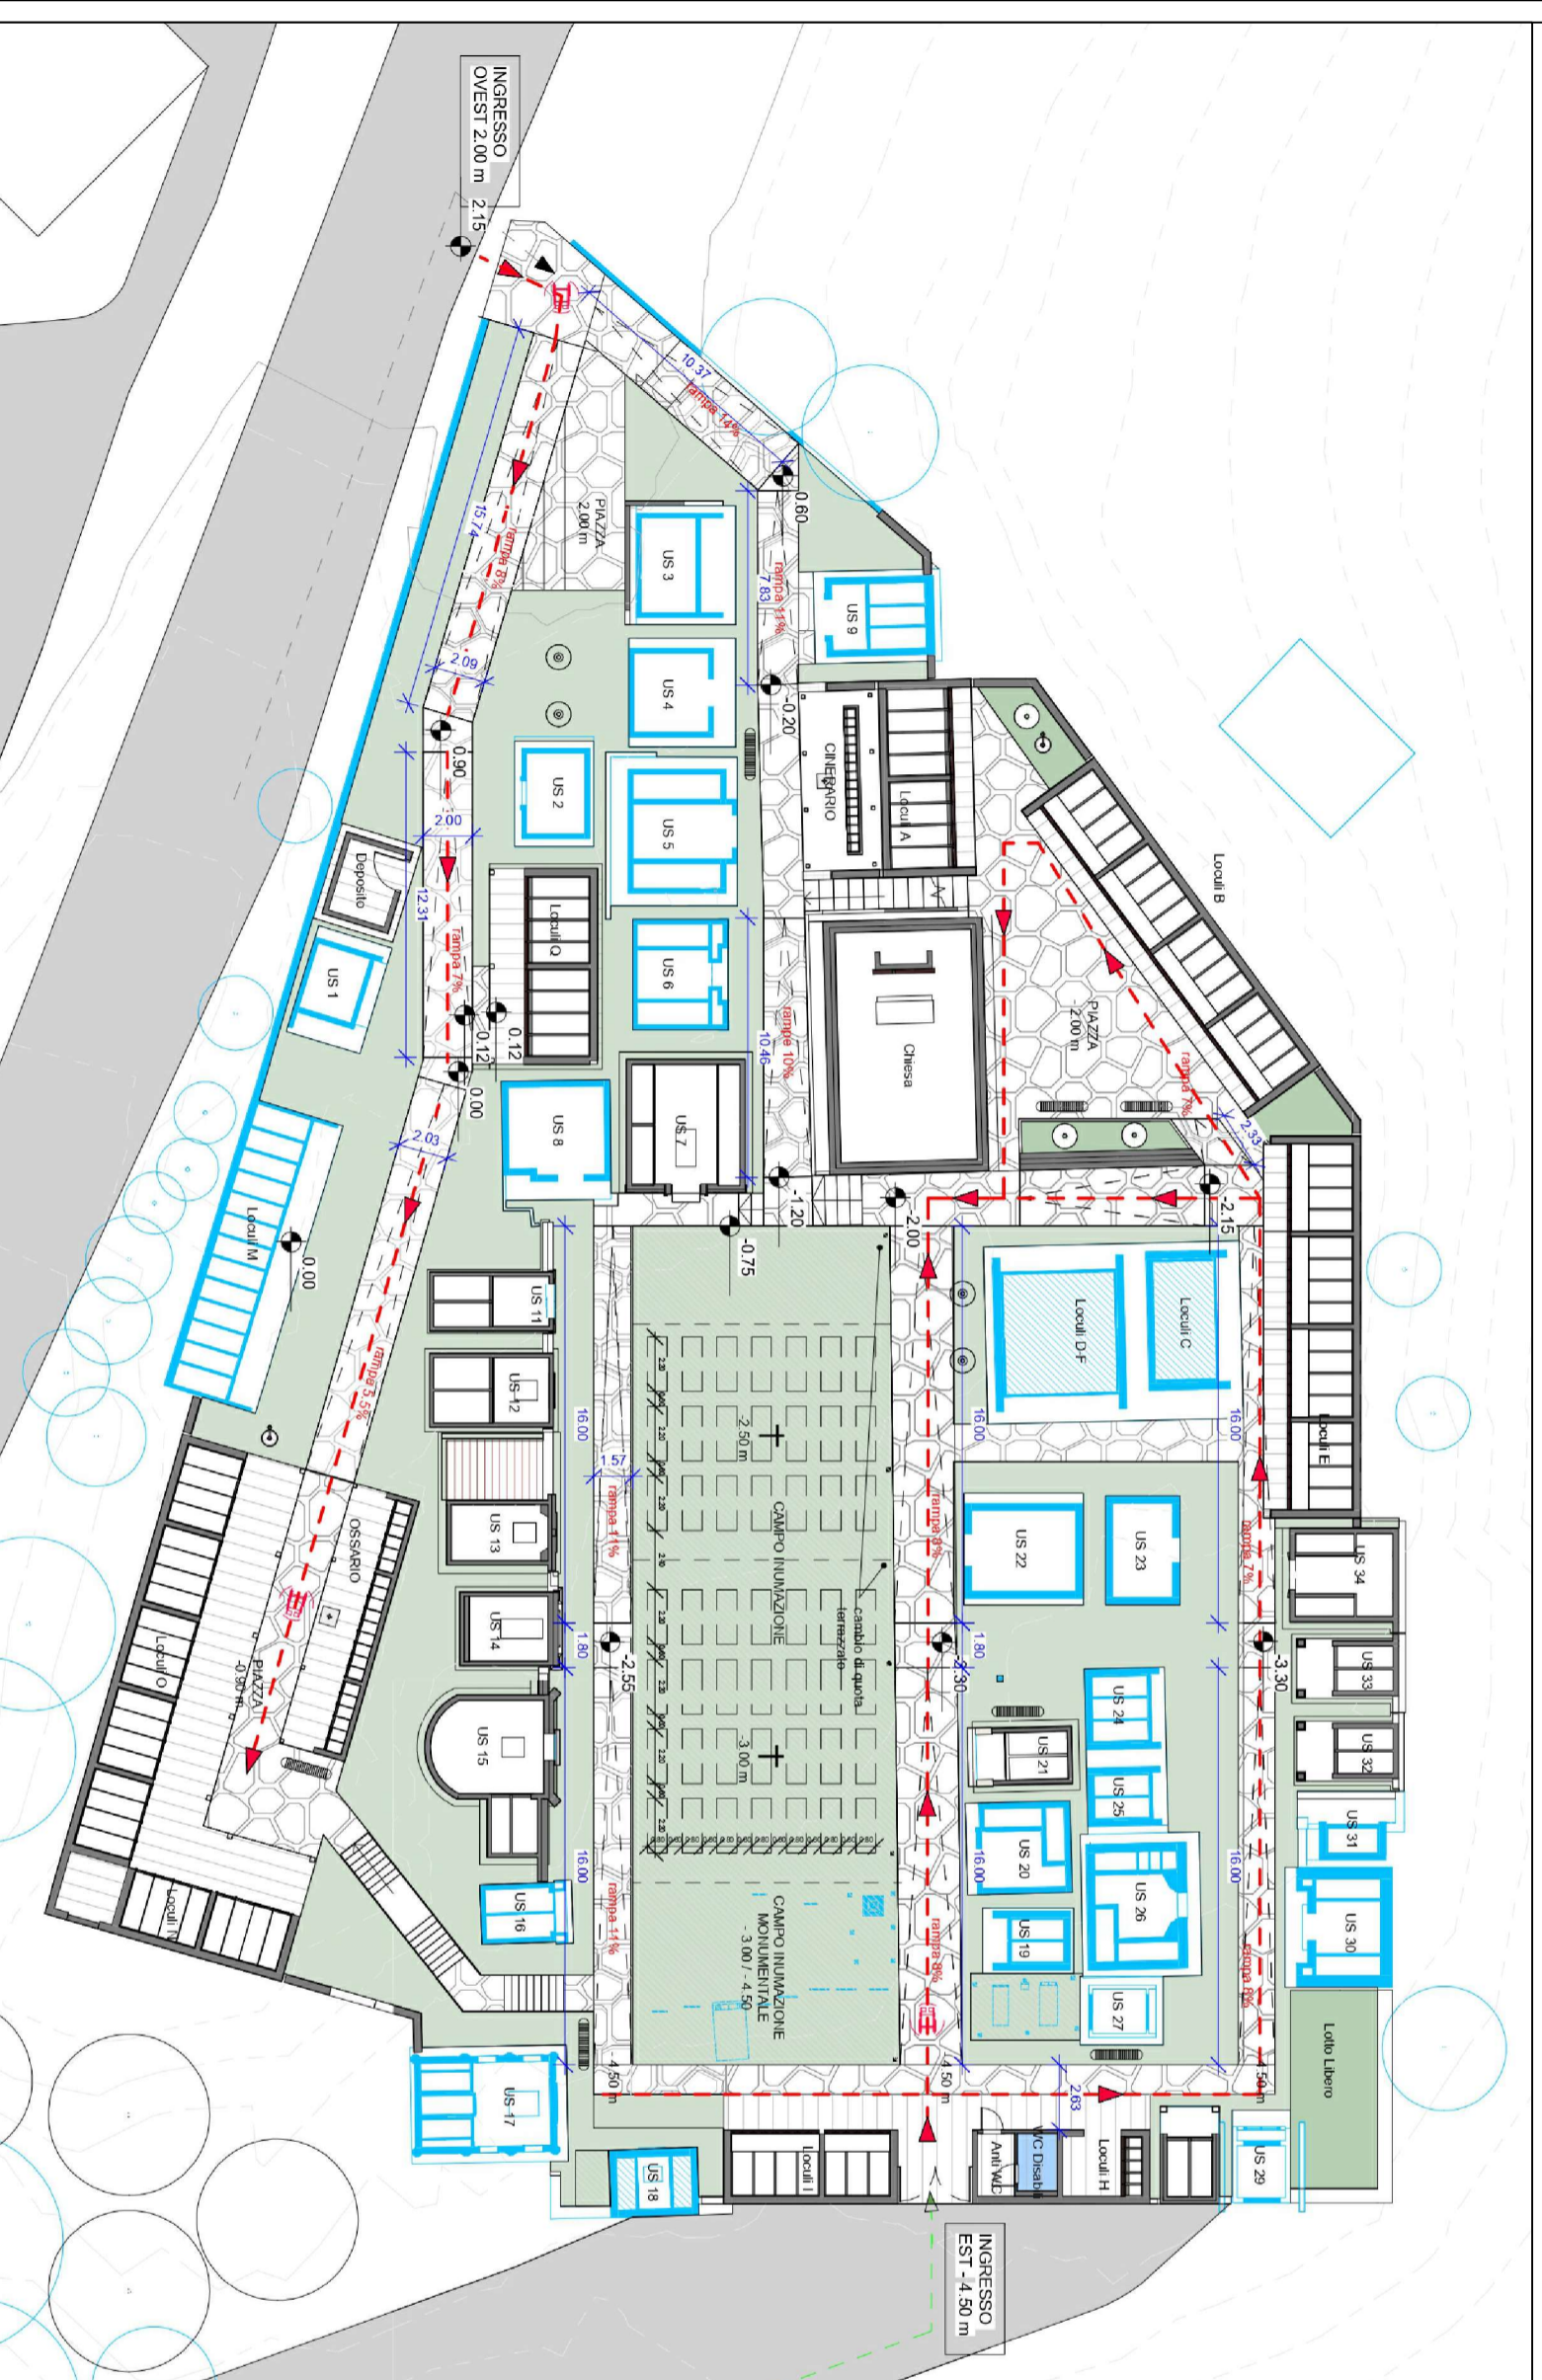 INGRESSO
OVEST 2.00 m
2.15
10.37
rampa 14%
0.60
15.74
rampa 8%
PIAZZA
2.00 m
US 3
7.83
rampa 11%
US 9
2.09
US 4
-0.20
0.90
CINERARIO
Loculi A
Loculi B
2.00
US 2
US 5
Deposito
12.31
rampa 7%
Loculi Q
US 6
US 1
0.12
0.12
0.00
10.46
rampe 10%
Chiesa
PIAZZA
- 2.00 m
rampa 7%
2.33
2.03
US 8
US 7
-1.20
-0.75
-2.00
-2.15
Loculi M
0.00
rampa 5.5%
US 11
US 12
16.00
1.57
rampa 11%
-2.50 m
CAMPO INUMAZIONE
cambio di quota
terrazzato
Loculi D-F
Loculi C
16.00
16.00
Loculi E
rampa 8%
rampa 7%
US 22
US 23
US 34
OSSARIO
US 13
US 14
1.80
-2.55
1.80
-3.30
-3.30
US 33
US 32
Loculi O
PIAZZA
-0.90 m
US 15
-3.00 m
US 24
US 21
US 25
US 31
US 20
US 26
US 30
16.00
16.00
16.00
Loculi N
US 16
rampa 11%
CAMPO INUMAZIONE
MONUMENTALE
- 3.00 / - 4.50
rampa 8%
US 19
US 27
rampa 8%
Lotto Libero
US 17
-4.50 m
-4.50 m
-4.50 m
2.63
US 18
Loculi I
Anti WC
WC Disabili
Loculi H
US 29
INGRESSO
EST - 4.50 m